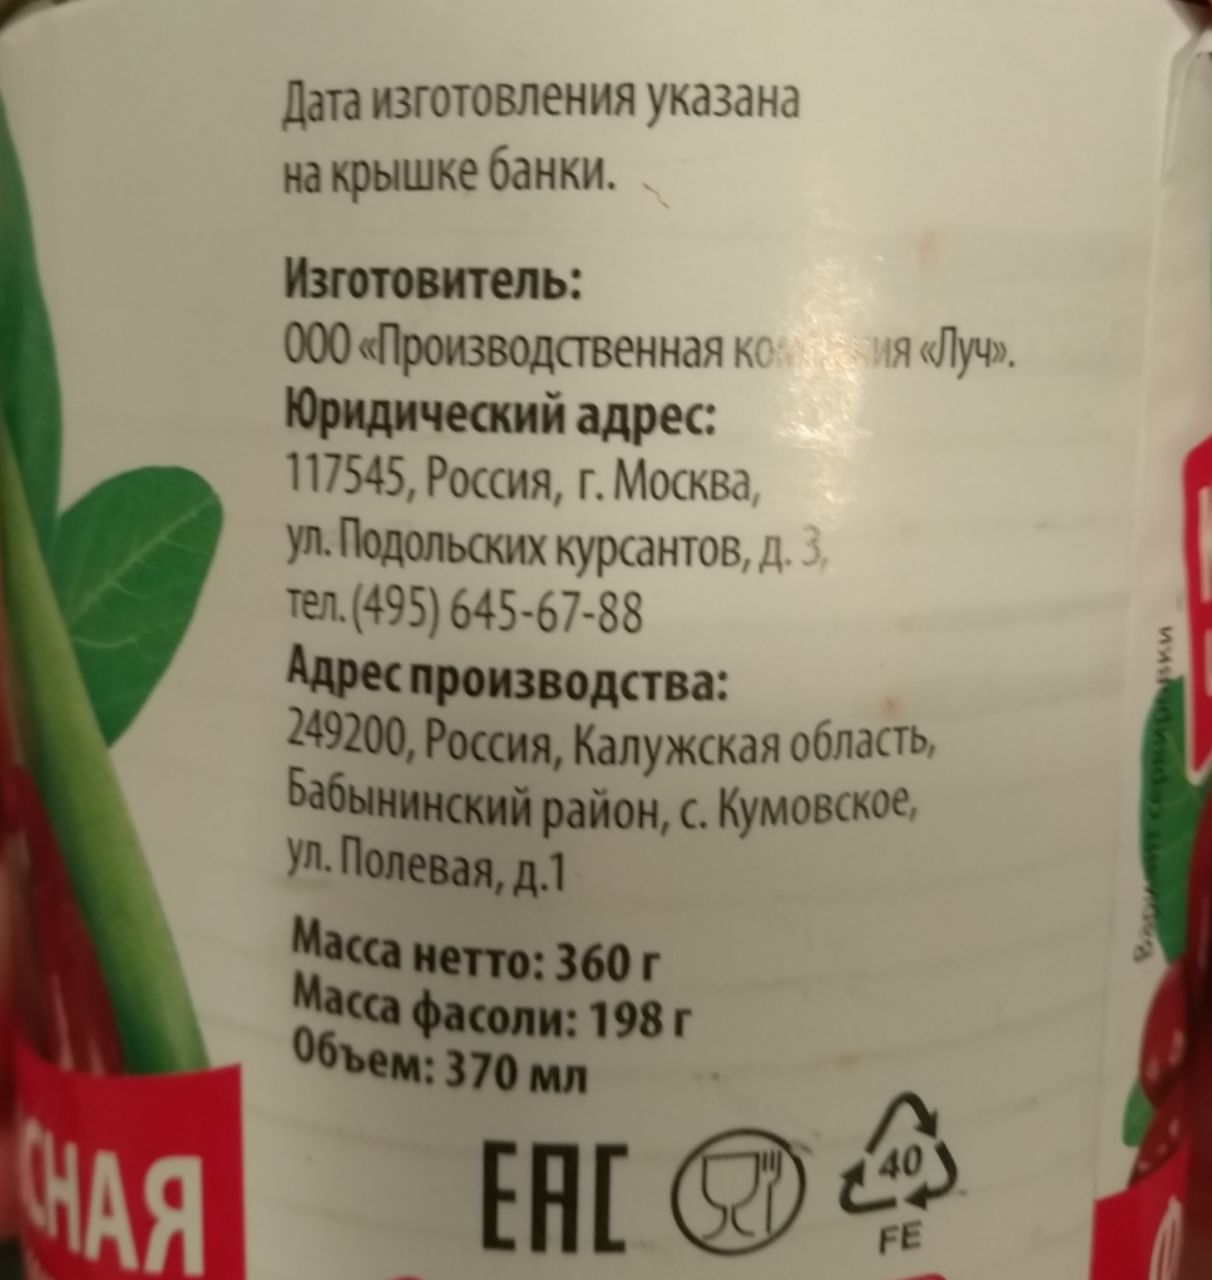 Дата изготовления указана
на крышке банки.
Изготовитель:
ООО «Производственная «Луч».
Юридический адрес:
117545, Россия, г. Москва,
ул. Подольских курсантов, д. 3,
тел. (495) 645-67-88
Адрес производства:
249200, Россия, Калужская область,
Бабынинский район, с. Кумовское,
ул. Полевая, д.1
Масса нетто: 360 г
Масса фасоли: 198 г
Объем: 370 мл
ЕАС
40
FE